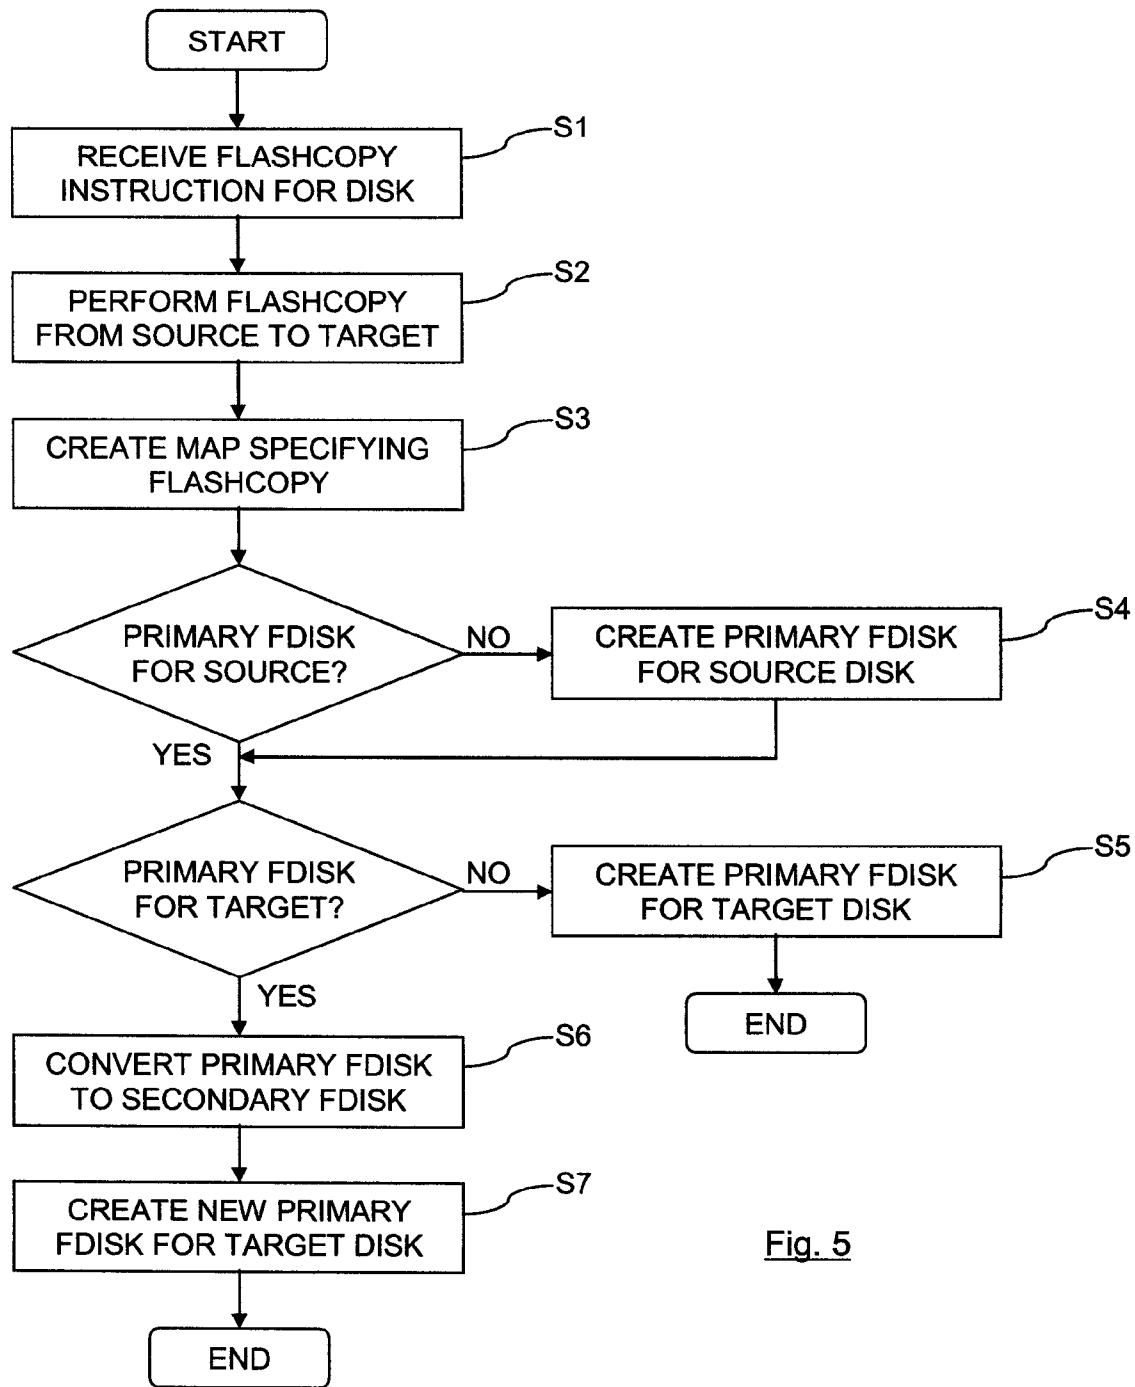 START
S1
RECEIVE FLASHCOPY
INSTRUCTION FOR DISK
S2
PERFORM FLASHCOPY
FROM SOURCE TO TARGET
S3
CREATE MAP SPECIFYING
FLASHCOPY
PRIMARY FDISK
FOR SOURCE?
NO
S4
CREATE PRIMARY FDISK
FOR SOURCE DISK
YES
PRIMARY FDISK
FOR TARGET?
NO
S5
CREATE PRIMARY FDISK
FOR TARGET DISK
END
YES
S6
CONVERT PRIMARY FDISK
TO SECONDARY FDISK
S7
CREATE NEW PRIMARY
FDISK FOR TARGET DISK
END
Fig. 5